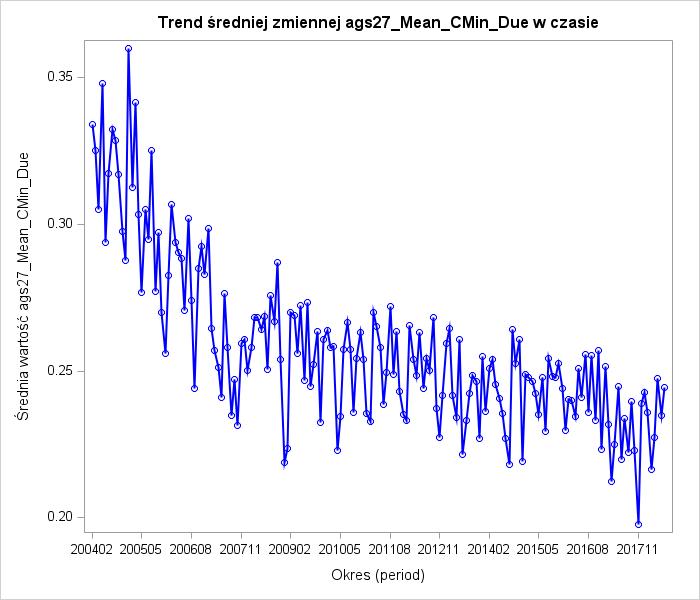 Trend średniej zmiennej ags27_Mean_CMin_Due w czasie
Średnia wartość ags27_Mean_CMin_Due
0.35
0.30
0.25
0.20
200402 200505 200608 200711 200902 201005 201108 201211 201402 201505 201608 201711
Okres (period)